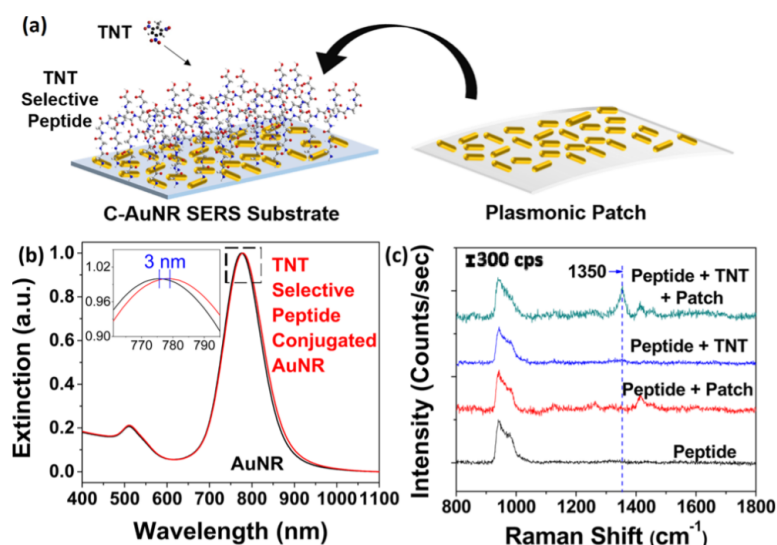 (a)
TNT
TNT
Selective
Peptide
C-AuNR SERS Substrate
Plasmonic Patch
(b)
1.0
0.8
0.6
0.4
0.2
0.0
Extinction (a.u.)
1.02
0.96
0.90
3 nm
770 780 790
TNT
Selective
Peptide
Conjugated
AuNR
AuNR
400 500 600 700 800 900 1000 1100
Wavelength (nm)
(c)
300 cps
1350
Peptide + TNT
+ Patch
Peptide + TNT
Peptide + Patch
Peptide
Intensity (Counts/sec)
800 1000 1200 1400 1600 1800
Raman Shift (cm⁻¹)